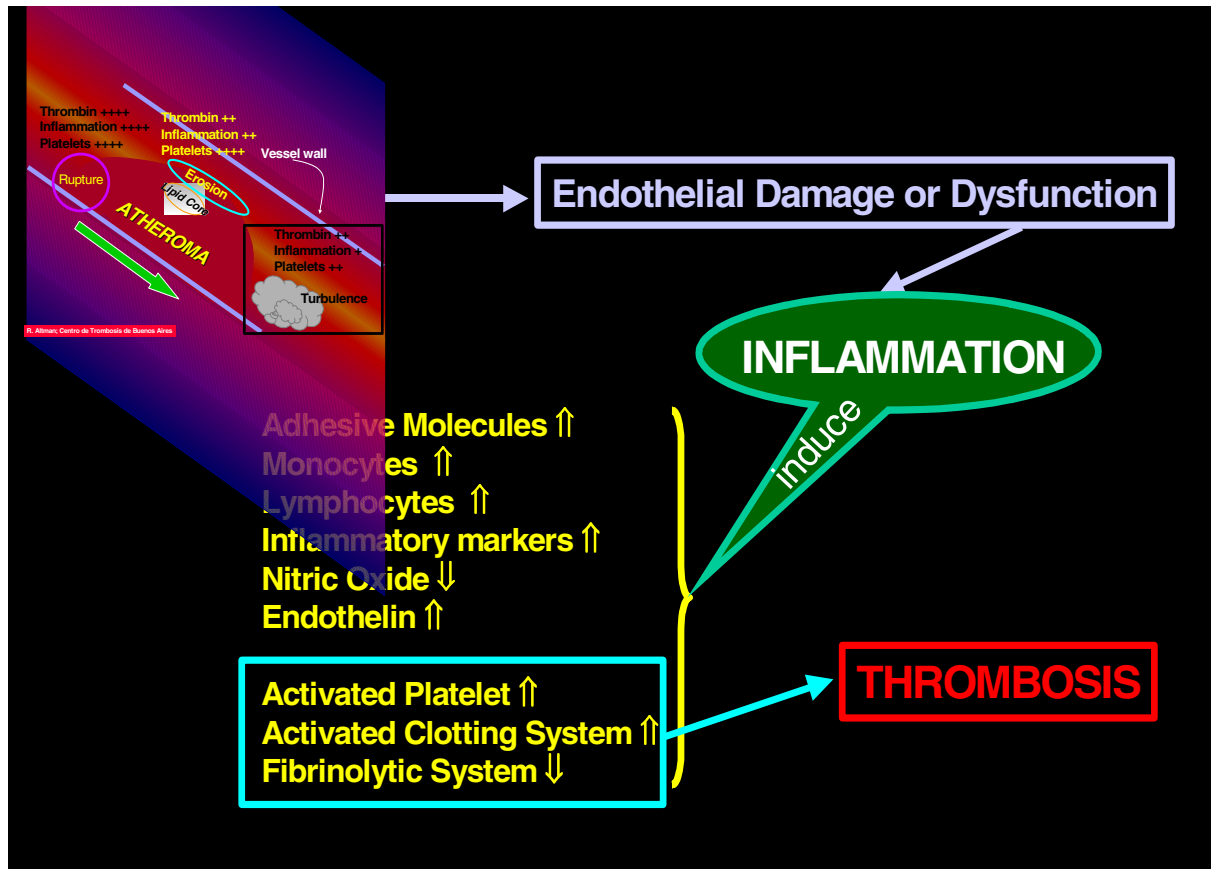 Thrombin ++++
Inflammation ++++
Platelets ++++
Thrombin ++
Inflammation ++
Platelets ++++
Vessel wall
Rupture
Erosion
Lipid Core
ATHEROMA
Thrombin ++
Inflammation +
Platelets ++
Turbulence
R. Altman; Centro de Trombosis de Buenos Aires
Endothelial Damage or Dysfunction
INFLAMMATION
induce
Adhesive Molecules ⇑
Monocytes ⇑
Lymphocytes ⇑
Inflammatory markers ⇑
Nitric Oxide ⇓
Endothelin ⇑
Activated Platelet ⇑
Activated Clotting System ⇑
Fibrinolytic System ⇓
THROMBOSIS